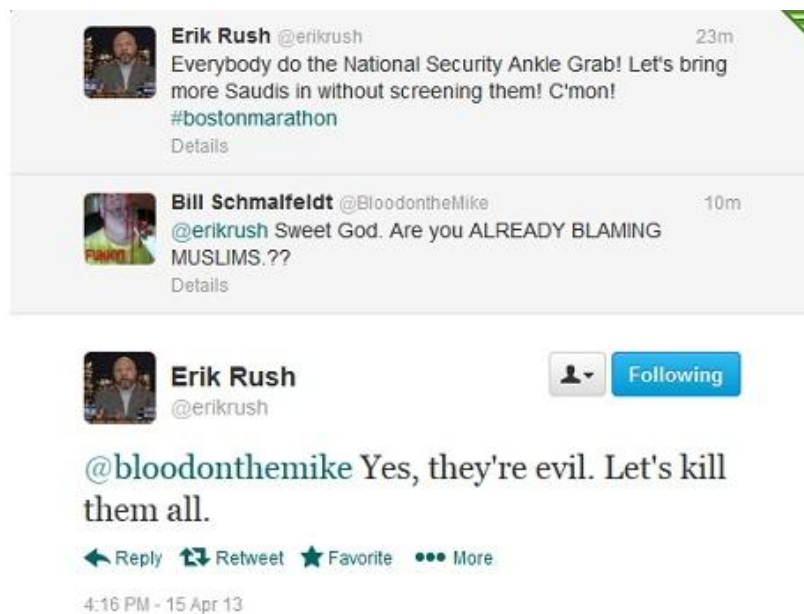 Erik Rush @erikrush 23m
Everybody do the National Security Ankle Grab! Let's bring
more Saudis in without screening them! C'mon!
#bostonmarathon
Details
Bill Schmalfeldt @BloodontheMike 10m
@erikrush Sweet God. Are you ALREADY BLAMING
MUSLIMS.??
Details
Erik Rush
@erikrush
Following
@bloodonthemike Yes, they're evil. Let's kill
them all.
Reply Retweet Favorite More
4:16 PM - 15 Apr 13